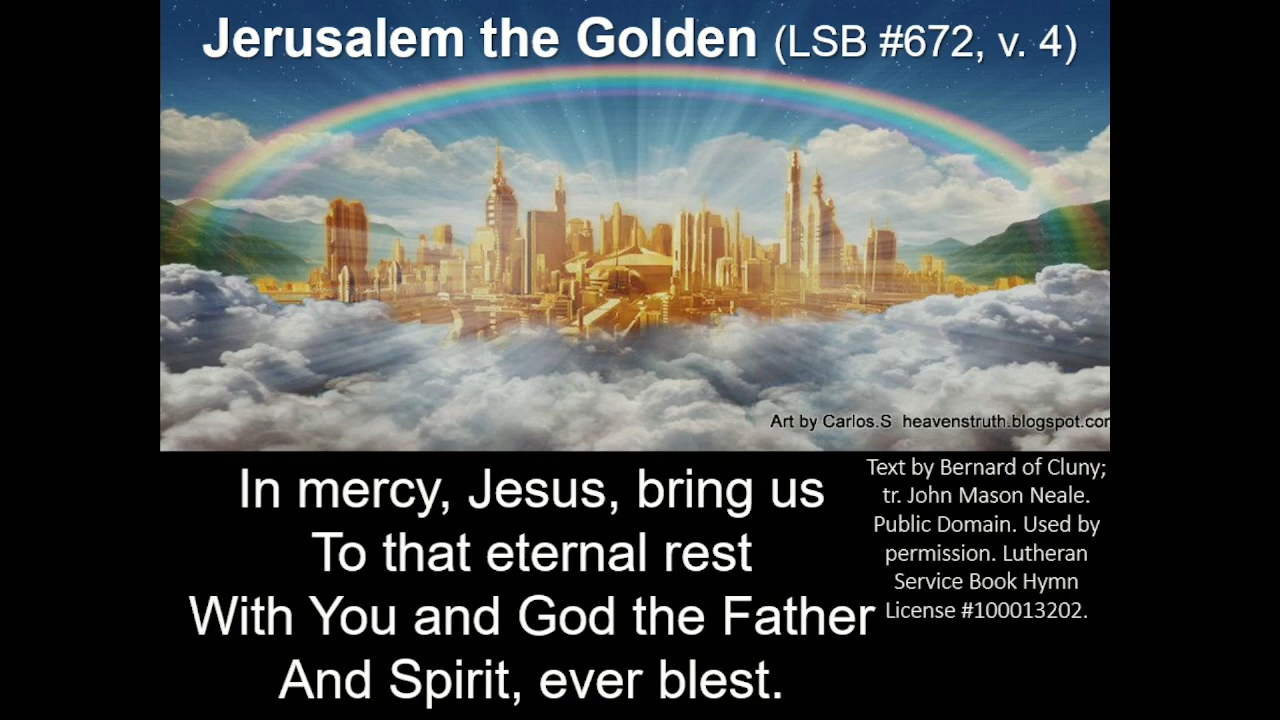 Jerusalem the Golden (LSB #672, v. 4)
Art by Carlos.S heavenstruth.blogspot.com
In mercy, Jesus, bring us
To that eternal rest
With You and God the Father
And Spirit, ever blest.
Text by Bernard of Cluny;
tr. John Mason Neale.
Public Domain. Used by
permission. Lutheran
Service Book Hymn
License #100013202.